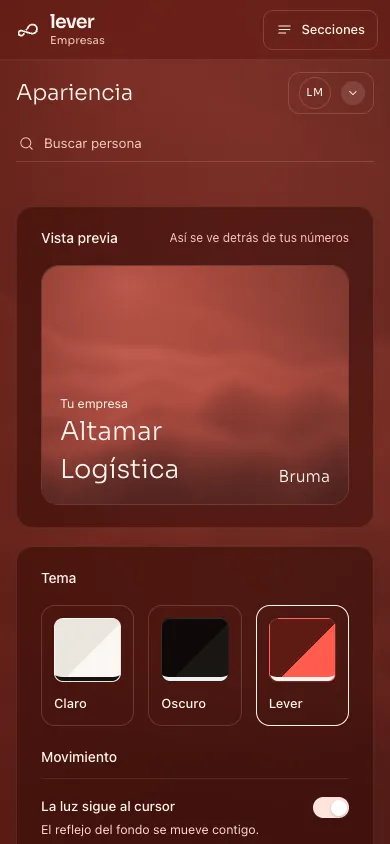 lever
Empresas
Secciones
Apariencia
LM
Buscar persona
Vista previa
Así se ve detrás de tus números
Tu empresa
Altamar
Logística
Bruma
Tema
Claro
Oscuro
Lever
Movimiento
La luz sigue al cursor
El reflejo del fondo se mueve contigo.